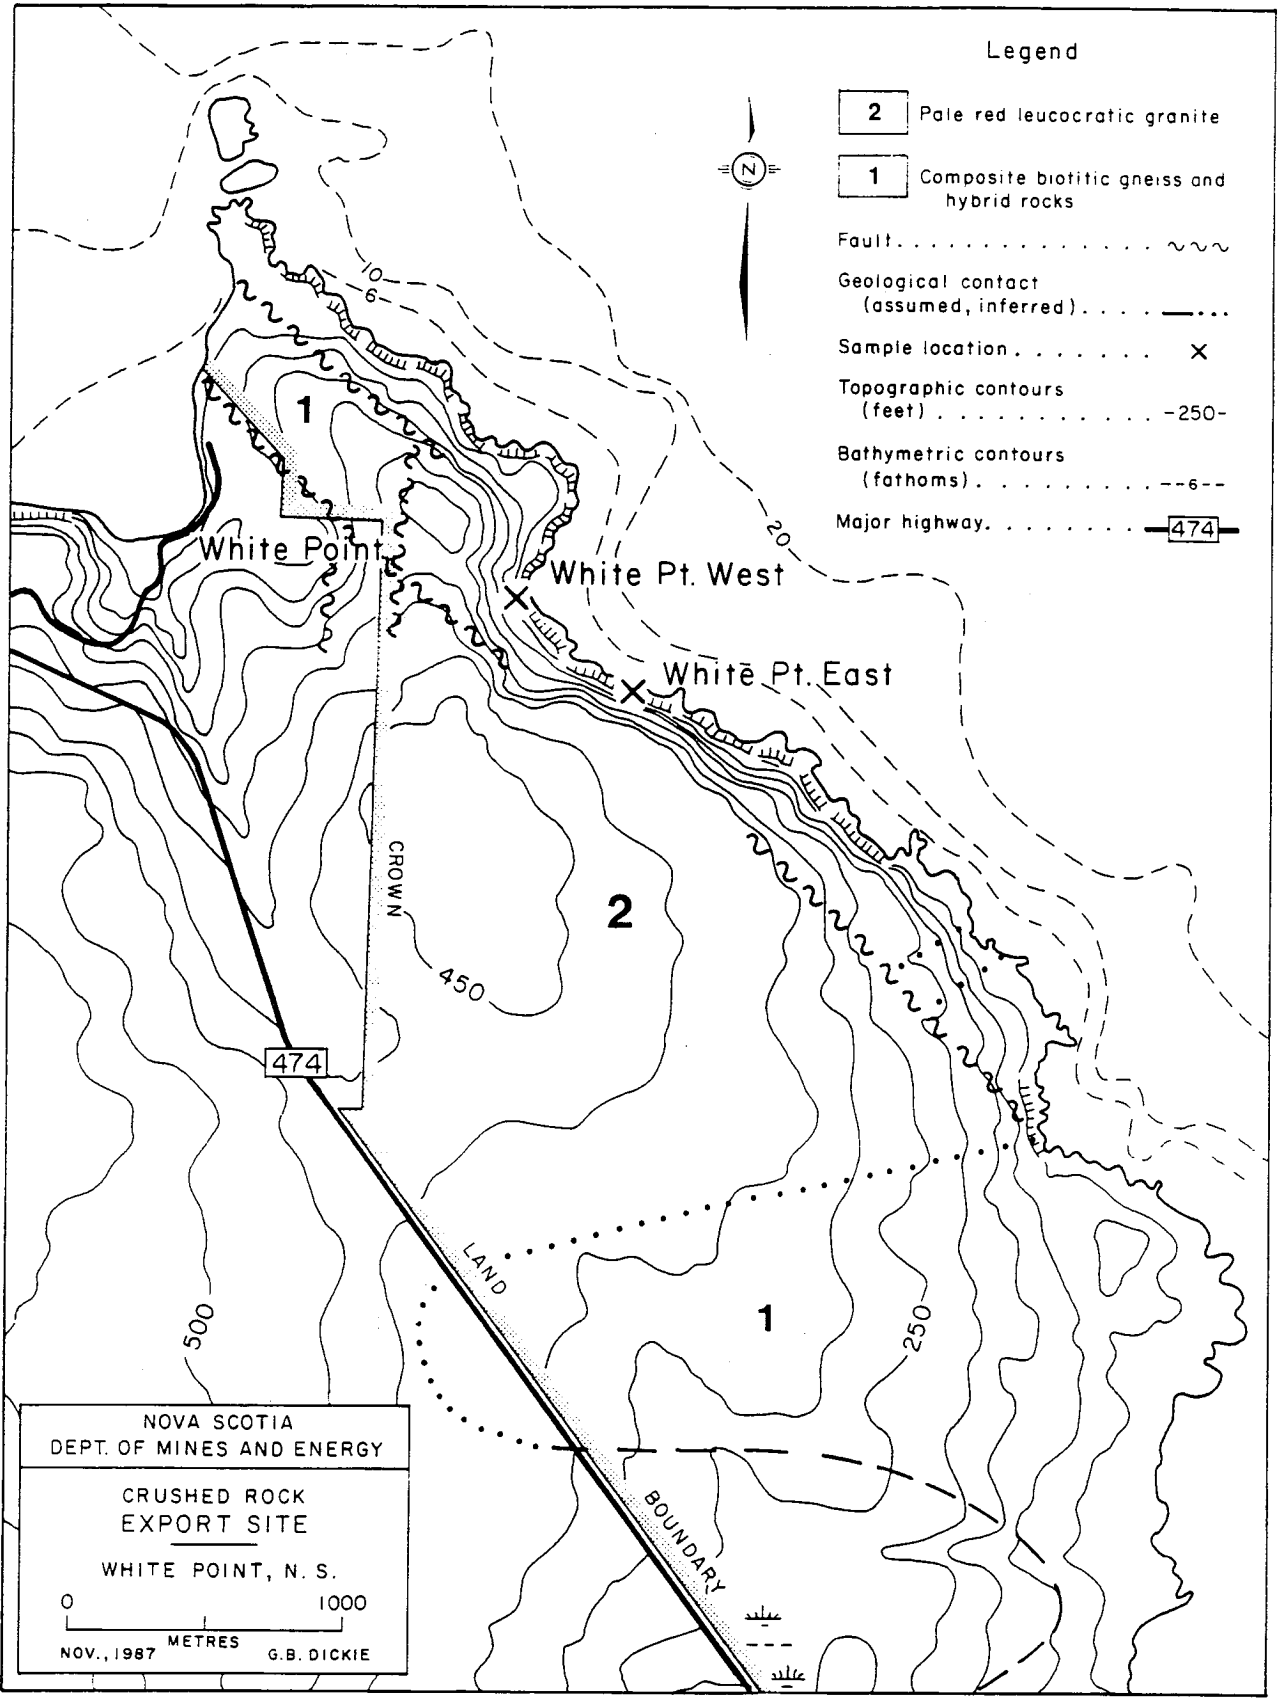 Legend
2 Pale red leucocratic granite
1 Composite biotitic gneiss and
hybrid rocks
Fault. . . . . . . . . . . . . . .
Geological contact
(assumed, inferred). . . .
Sample location . . . . . . .
Topographic contours
(feet) . . . . . . . . . . . -250-
Bathymetric contours
(fathoms) . . . . . . . . . --6--
Major highway. . . . . . . . 474
N
10
6
20
1
White Point
White Pt. West
White Pt. East
CROWN
2
450
474
LAND
1
250
500
BOUNDARY
NOVA SCOTIA
DEPT. OF MINES AND ENERGY
CRUSHED ROCK
EXPORT SITE
WHITE POINT, N. S.
0 1000
METRES
NOV., 1987 G.B. DICKIE